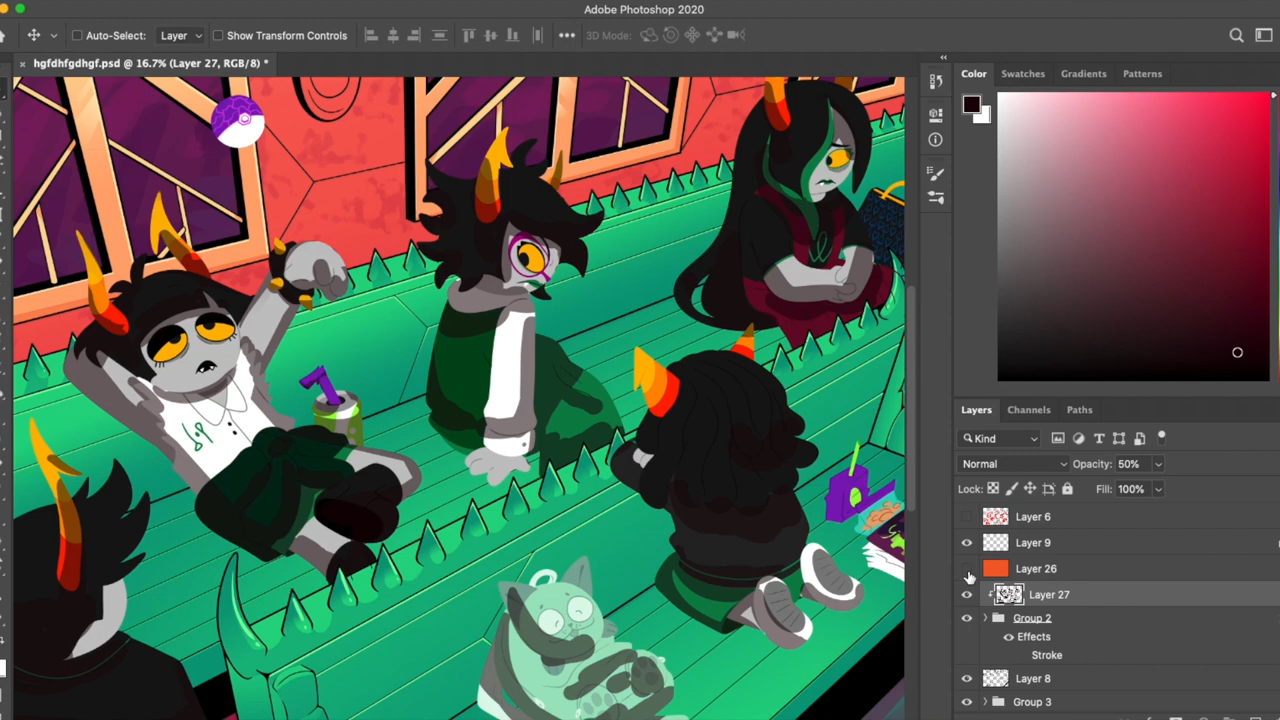 Adobe Photoshop 2020
Auto-Select: Layer Show Transform Controls 3D Mode:
hgfdhfgdhgf.psd @ 16.7% (Layer 27, RGB/8) *
Color Swatches Gradients Patterns
Layers Channels Paths
Kind
Normal Opacity: 50%
Lock: Fill: 100%
Layer 6
Layer 9
Layer 26
Layer 27
Group 2
Effects
Stroke
Layer 8
Group 3